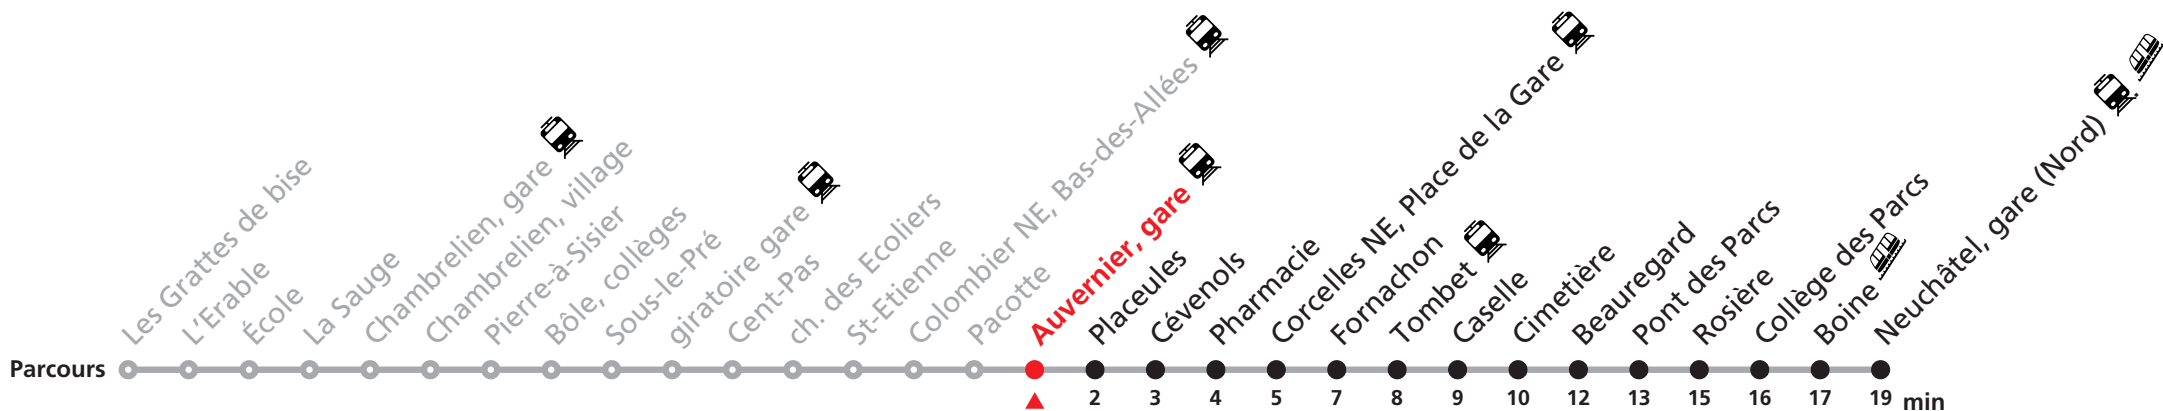 Les Grattes de bise
L'Erable
École
La Sauge
Chambrelien, gare
Chambrelien, village
Pierre-à-Sisier
Bôle, collèges
Sous-le-Pré
giratoire gare
Cent-Pas
ch. des Ecoliers
St-Etienne
Colombier NE, Bas-des-Allées
Pacotte
Auvernier, gare
Placeules
Cévenols
Pharmacie
Corcelles NE, Place de la Gare
Fornachon
Tombet
Caselle
Cimetière
Beauregard
Pont des Parcs
Rosière
Collège des Parcs
Boine
Neuchâtel, gare (Nord)
Parcours
2 3 4 5 7 8 9 10 12 13 15 16 17 19 min